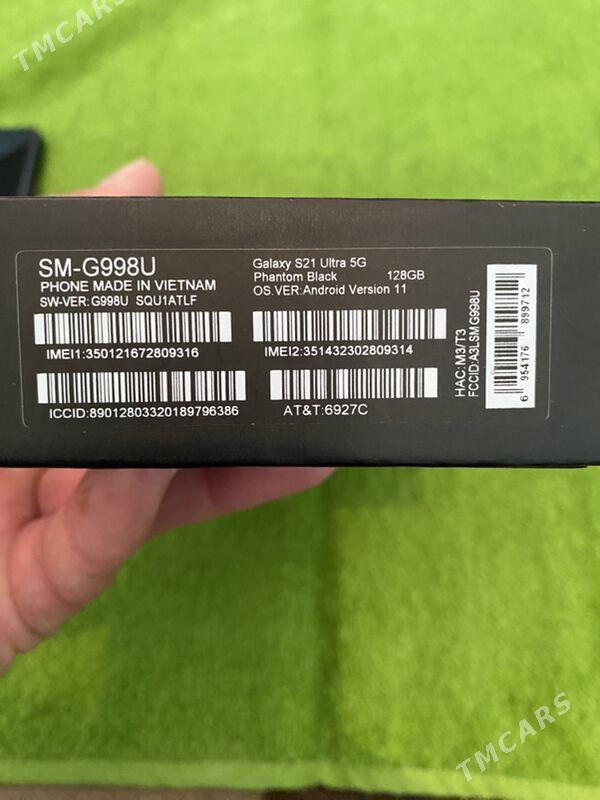 TMCARS
SM-G998U
PHONE MADE IN VIETNAM
SW-VER:G998U SQU1ATLF
IMEI1:350121672809316
ICCID:89012803320189796386
Galaxy S21 Ultra 5G
Phantom Black 128GB
OS.VER:Android Version 11
IMEI2:351432302809314
AT&T:6927C
HAC:M3/T3
FCCID:A3LSMG998U
6 954176 899712
TMCARS